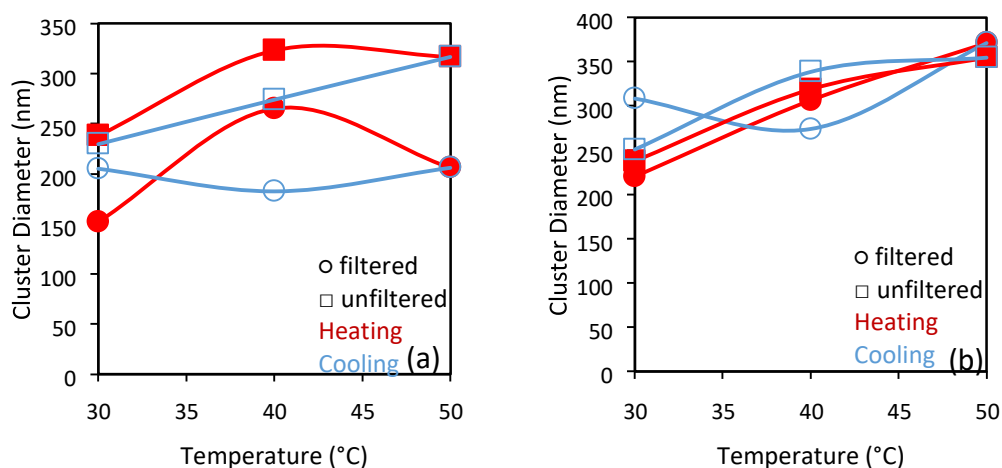 Cluster Diameter (nm)
350
300
250
200
150
100
50
0
30
35
40
45
50
Temperature (°C)
○ filtered
□ unfiltered
Heating
Cooling
(a)
Cluster Diameter (nm)
400
350
300
250
200
150
100
50
0
30
35
40
45
50
Temperature (°C)
○ filtered
□ unfiltered
Heating
Cooling
(b)